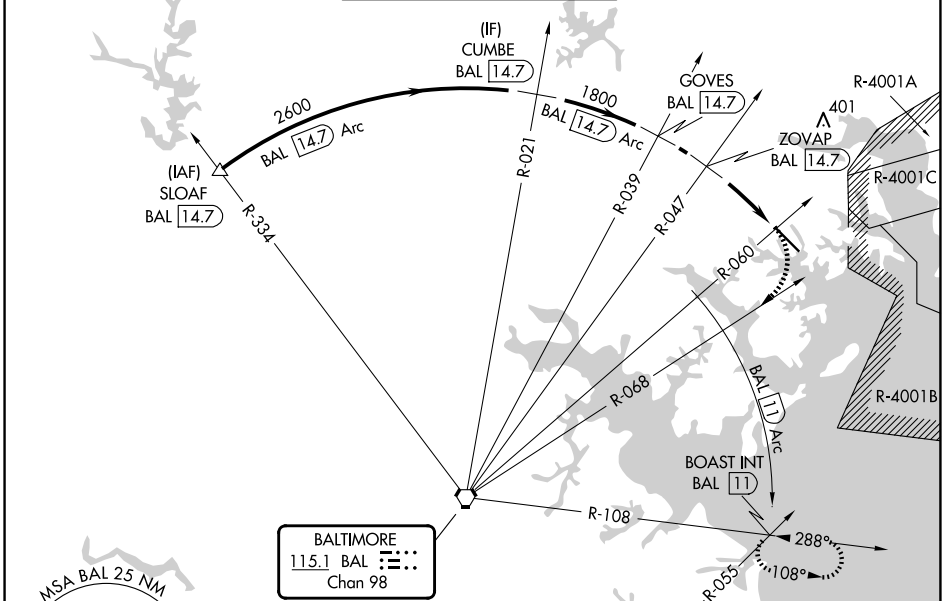 (IF)
CUMBE
BAL 14.7
GOVES
BAL 14.7
R-4001A
401
ZOVAP
BAL 14.7
2600
BAL 14.7 Arc
1800
BAL 14.7 Arc
(IAF)
SLOAF
BAL 14.7
R-4001C
R-334
R-021
R-039
R-047
R-060
R-068
BAL 11 Arc
R-4001B
BOAST INT
BAL 11
R-108
288°
108°
R-055
BALTIMORE
115.1 BAL
Chan 98
MSA BAL 25 NM